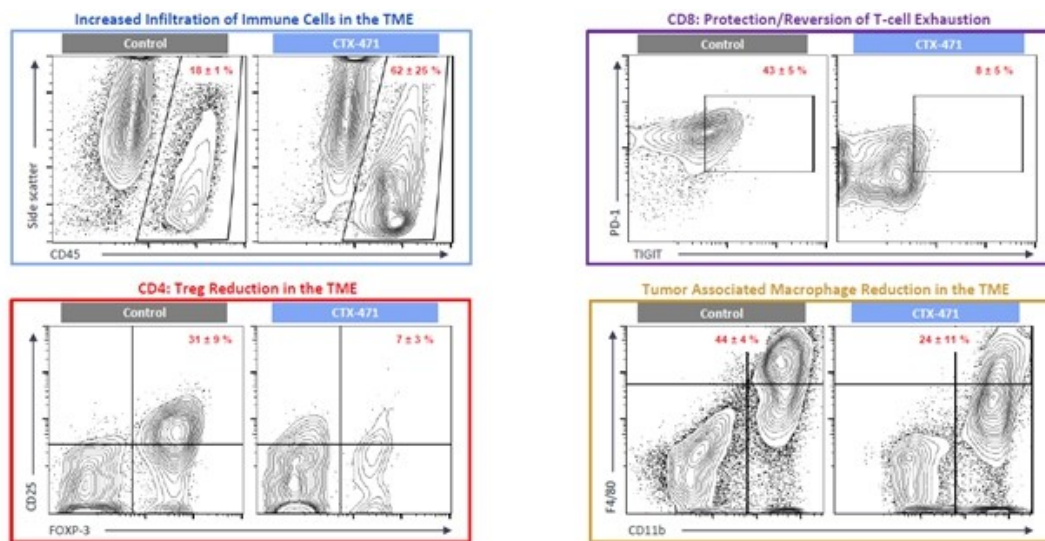 Increased Infiltration of Immune Cells in the TME
Control
CTX-471
18 ± 1 %
62 ± 25 %
Side scatter
CD45
CD8: Protection/Reversion of T-cell Exhaustion
Control
CTX-471
43 ± 5 %
8 ± 5 %
PD-1
TIGIT
CD4: Treg Reduction in the TME
Control
CTX-471
31 ± 9 %
7 ± 3 %
CD25
FOXP-3
Tumor Associated Macrophage Reduction in the TME
Control
CTX-471
44 ± 4 %
24 ± 11 %
F4/80
CD11b